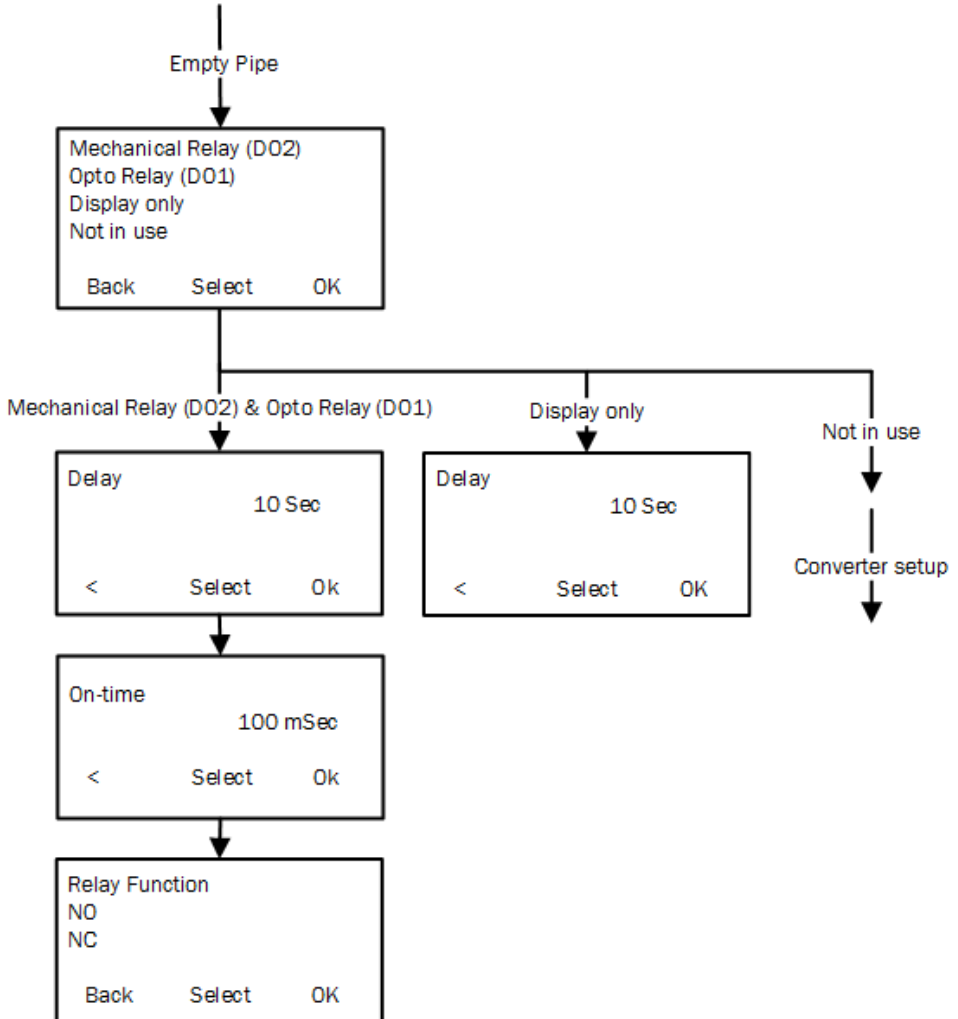 Empty Pipe
Mechanical Relay (DO2)
Opto Relay (DO1)
Display only
Not in use
Back Select OK
Mechanical Relay (DO2) & Opto Relay (DO1)
Display only
Not in use
Delay
10 Sec
< Select Ok
Delay
10 Sec
< Select OK
Converter setup
On-time
100 mSec
< Select Ok
Relay Function
NO
NC
Back Select OK